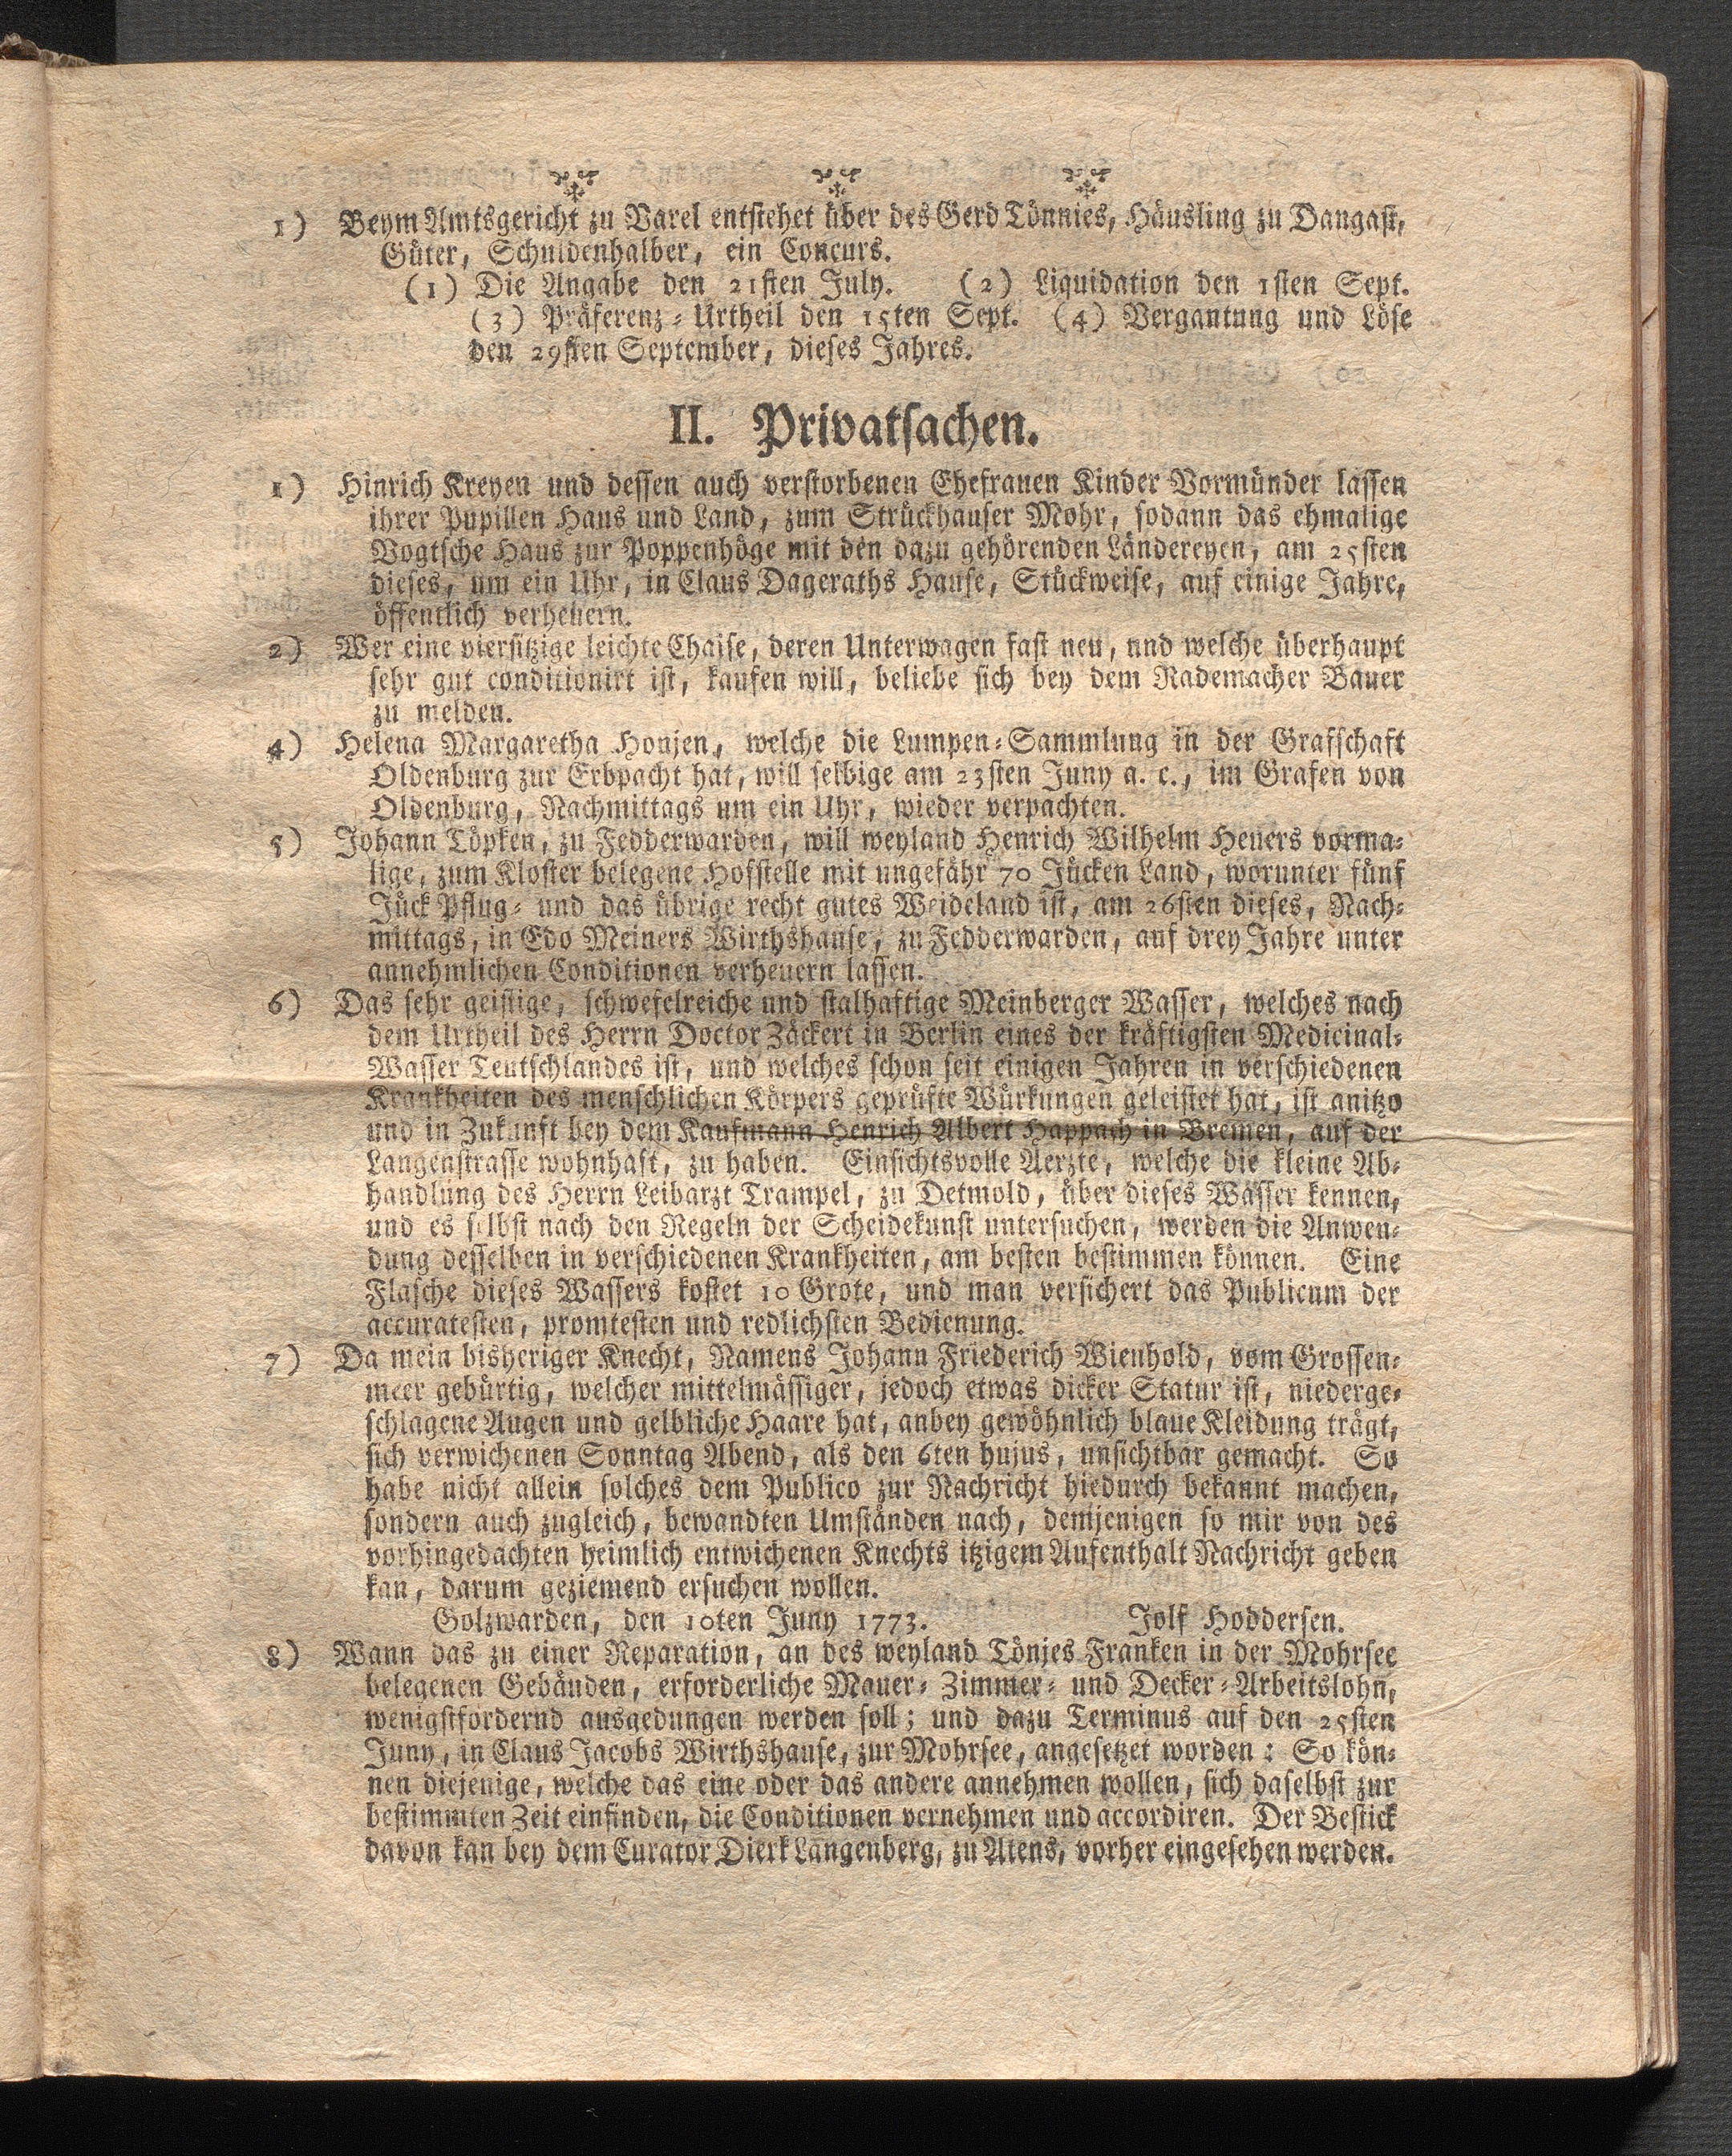 1) Beym Amtsgericht zu Varel entstehet über des Gerd Tönnies, Häusling zu Dangast,
Güter, Schuldenhalber, ein Concurs.
(1) Die Angabe den 21sten July. (2) Liquidation den 1sten Sept.
(3) Präferenz-Urtheil den 15ten Sept. (4) Vergantung und Löse
den 29sten September, dieses Jahres.
II. Privatsachen.
1) Hinrich Kreyen und dessen auch verstorbenen Ehefrauen Kinder Vormünder lassen
ihrer Pupillen Haus und Land, zum Strückhauser Mohr, sodann das ehmalige
Vogtsche Haus zur Poppenhöge mit den dazu gehörenden Ländereyen, am 25sten
dieses, um ein Uhr, in Claus Dageraths Hause, Stückweise, auf einige Jahre,
öffentlich verheuern.
2) Wer eine viersitzige leichte Chaise, deren Unterwagen fast neu, und welche überhaupt
sehr gut conditionirt ist, kaufen will, beliebe sich bey dem Rademacher Bauer
zu melden.
4) Helena Margaretha Honjen, welche die Lumpen-Sammlung in der Grafschaft
Oldenburg zur Erbpacht hat, will selbige am 23sten Juny a. c., im Grafen von
Oldenburg, Nachmittags um ein Uhr, wieder verpachten.
5) Johann Töpken, zu Fedderwarden, will weyland Henrich Wilhelm Heuers vorma-
lige, zum Kloster belegene Hofstelle mit ungefähr 70 Jücken Land, worunter fünf
Jück Pflug- und das übrige recht gutes Weideland ist, am 26sten dieses, Nach-
mittags, in Edo Meiners Wirthshause, zu Fedderwarden, auf drey Jahre unter
annehmlichen Conditionen verheuern lassen.
6) Das sehr geistige, schwefelreiche und stalhaftige Meinberger Wasser, welches nach
dem Urtheil des Herrn Doctor Zäckert in Berlin eines der kräftigsten Medicinal-
Wasser Teutschlandes ist, und welches schon seit einigen Jahren in verschiedenen
Krankheiten des menschlichen Körpers geprüfte Würkungen geleistet hat, ist anitzo
und in Zukunft bey dem Kaufmann Henrich Albert Happach in Bremen, auf der
Langenstrasse wohnhaft, zu haben. Einsichtsvolle Aerzte, welche die kleine Ab-
handlung des Herrn Leibarzt Trampel, zu Detmold, über dieses Wasser kennen,
und es selbst nach den Regeln der Scheidekunst untersuchen, werden die Anwen-
dung desselben in verschiedenen Krankheiten, am besten bestimmen können. Eine
Flasche dieses Wassers kostet 10 Grote, und man versichert das Publicum der
accuratesten, promtesten und redlichsten Bedienung.
7) Da mein bisheriger Knecht, Namens Johann Friederich Wienhold, vom Grossen-
meer gebürtig, welcher mittelmässiger, jedoch etwas dicker Statur ist, niederge-
schlagene Augen und gelbliche Haare hat, anbey gewöhnlich blaue Kleidung trägt,
sich verwichenen Sonntag Abend, als den 6ten hujus, unsichtbar gemacht. So
habe nicht allein solches dem Publico zur Nachricht hiedurch bekannt machen,
sondern auch zugleich, bewandten Umständen nach, demjenigen so mir von des
vorhingedachten heimlich entwichenen Knechts itzigem Aufenthalt Nachricht geben
kan, darum geziemend ersuchen wollen.
Golzwarden, den 10ten Juny 1773. Jolf Hoddersen.
8) Wann das zu einer Reparation, an des weyland Tönjes Franken in der Mohrsee
belegenen Gebäuden, erforderliche Mauer- Zimmer- und Decker-Arbeitslohn,
wenigstfordernd ausgedungen werden soll; und dazu Terminus auf den 25sten
Juny, in Claus Jacobs Wirthshause, zur Mohrsee, angesetzet worden: So kön-
nen diejenige, welche das eine oder das andere annehmen wollen, sich daselbst zur
bestimmten Zeit einfinden, die Conditionen vernehmen und accordiren. Der Bestick
davon kan bey dem Curator Dierk Langenberg, zu Atens, vorher eingesehen werden.